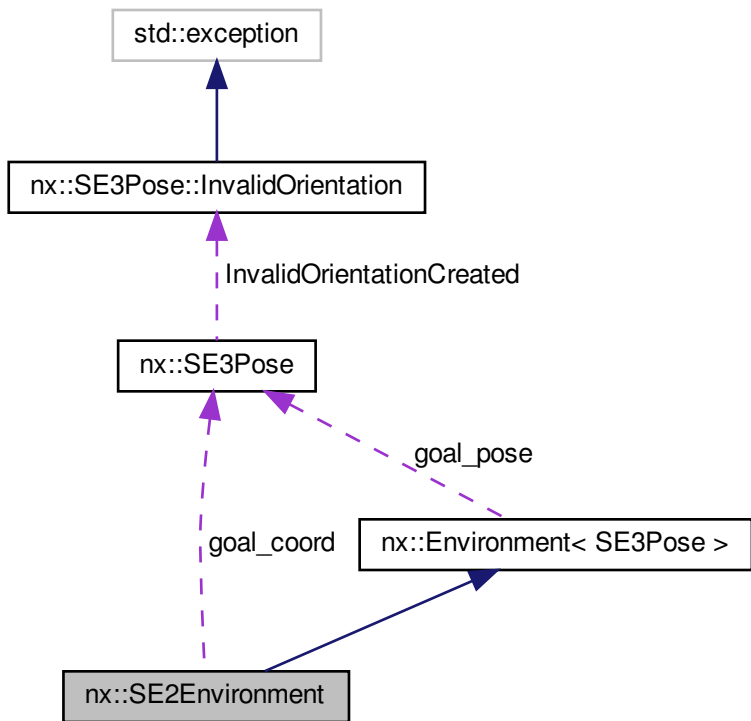 std::exception
nx::SE3Pose::InvalidOrientation
InvalidOrientationCreated
nx::SE3Pose
goal_pose
goal_coord
nx::Environment< SE3Pose >
nx::SE2Environment